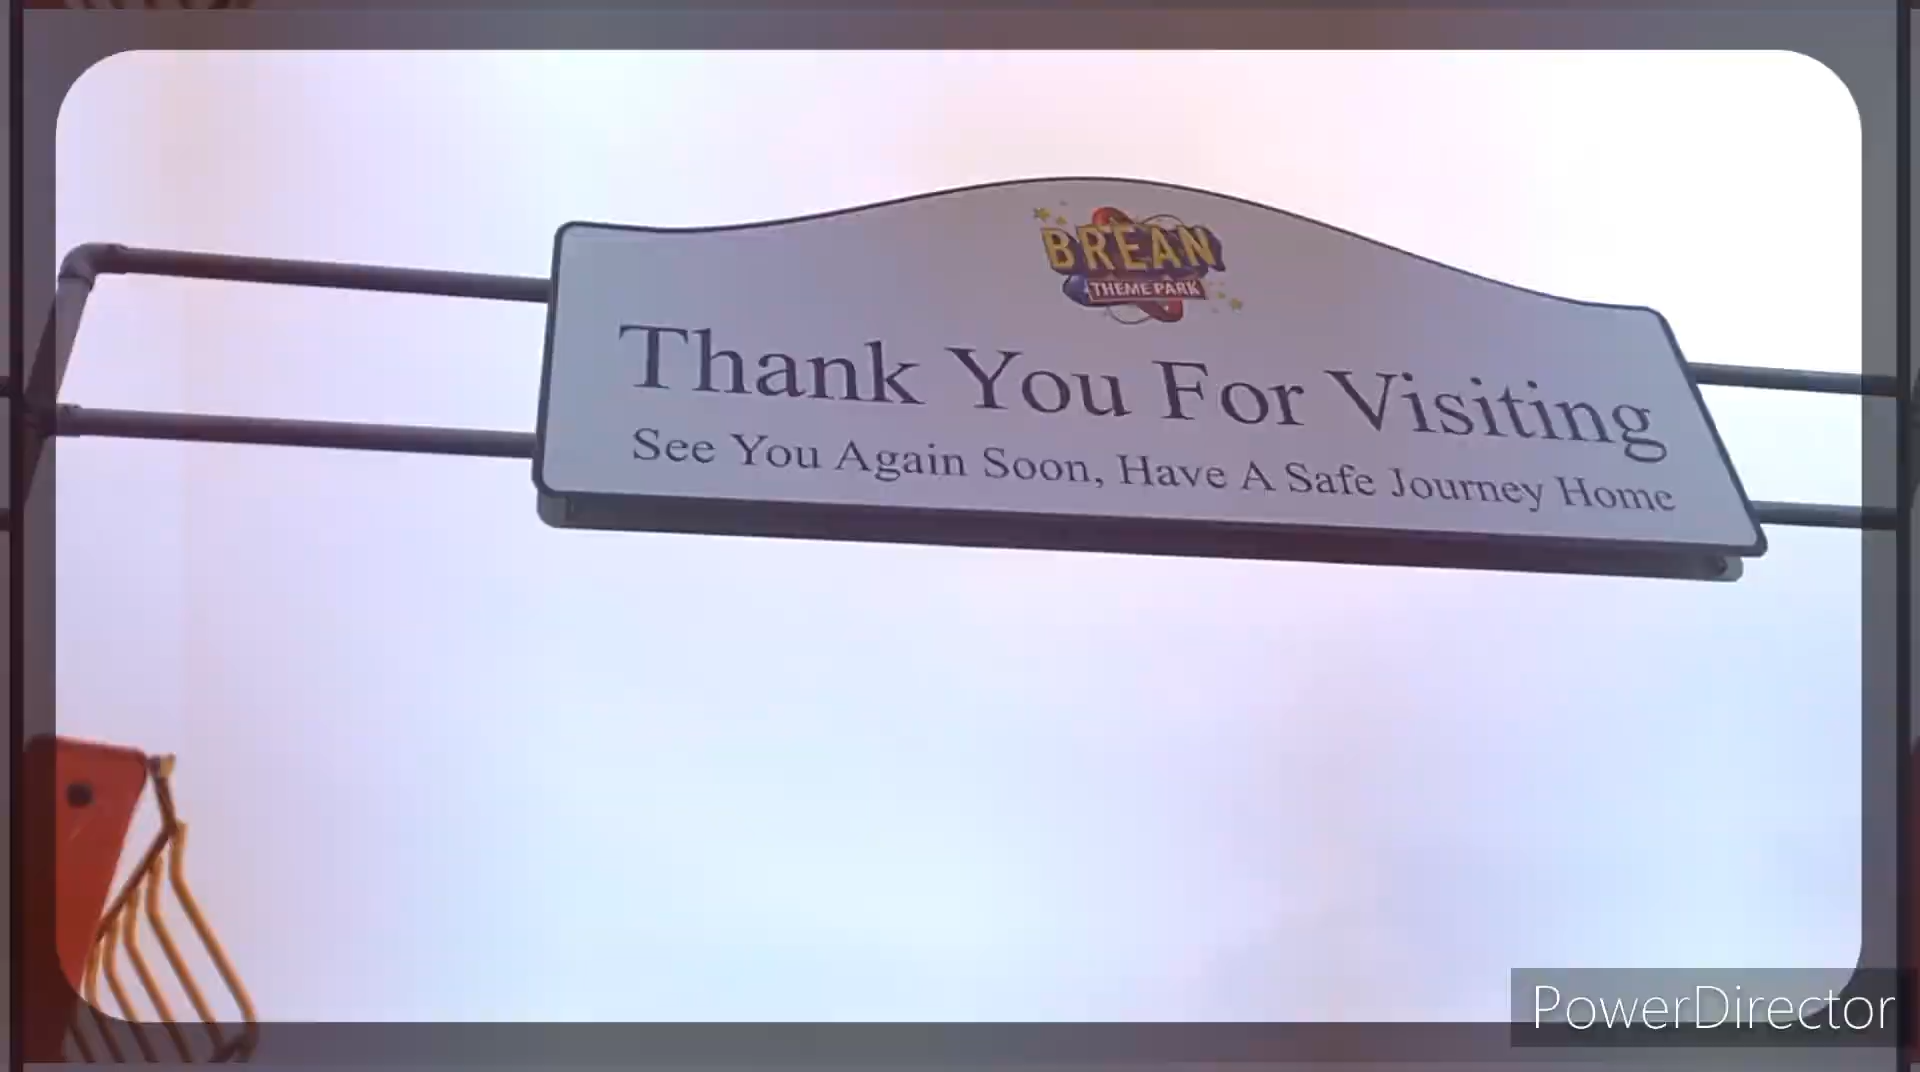 BREAN
THEME PARK
Thank You For Visiting
See You Again Soon, Have A Safe Journey Home
PowerDirector